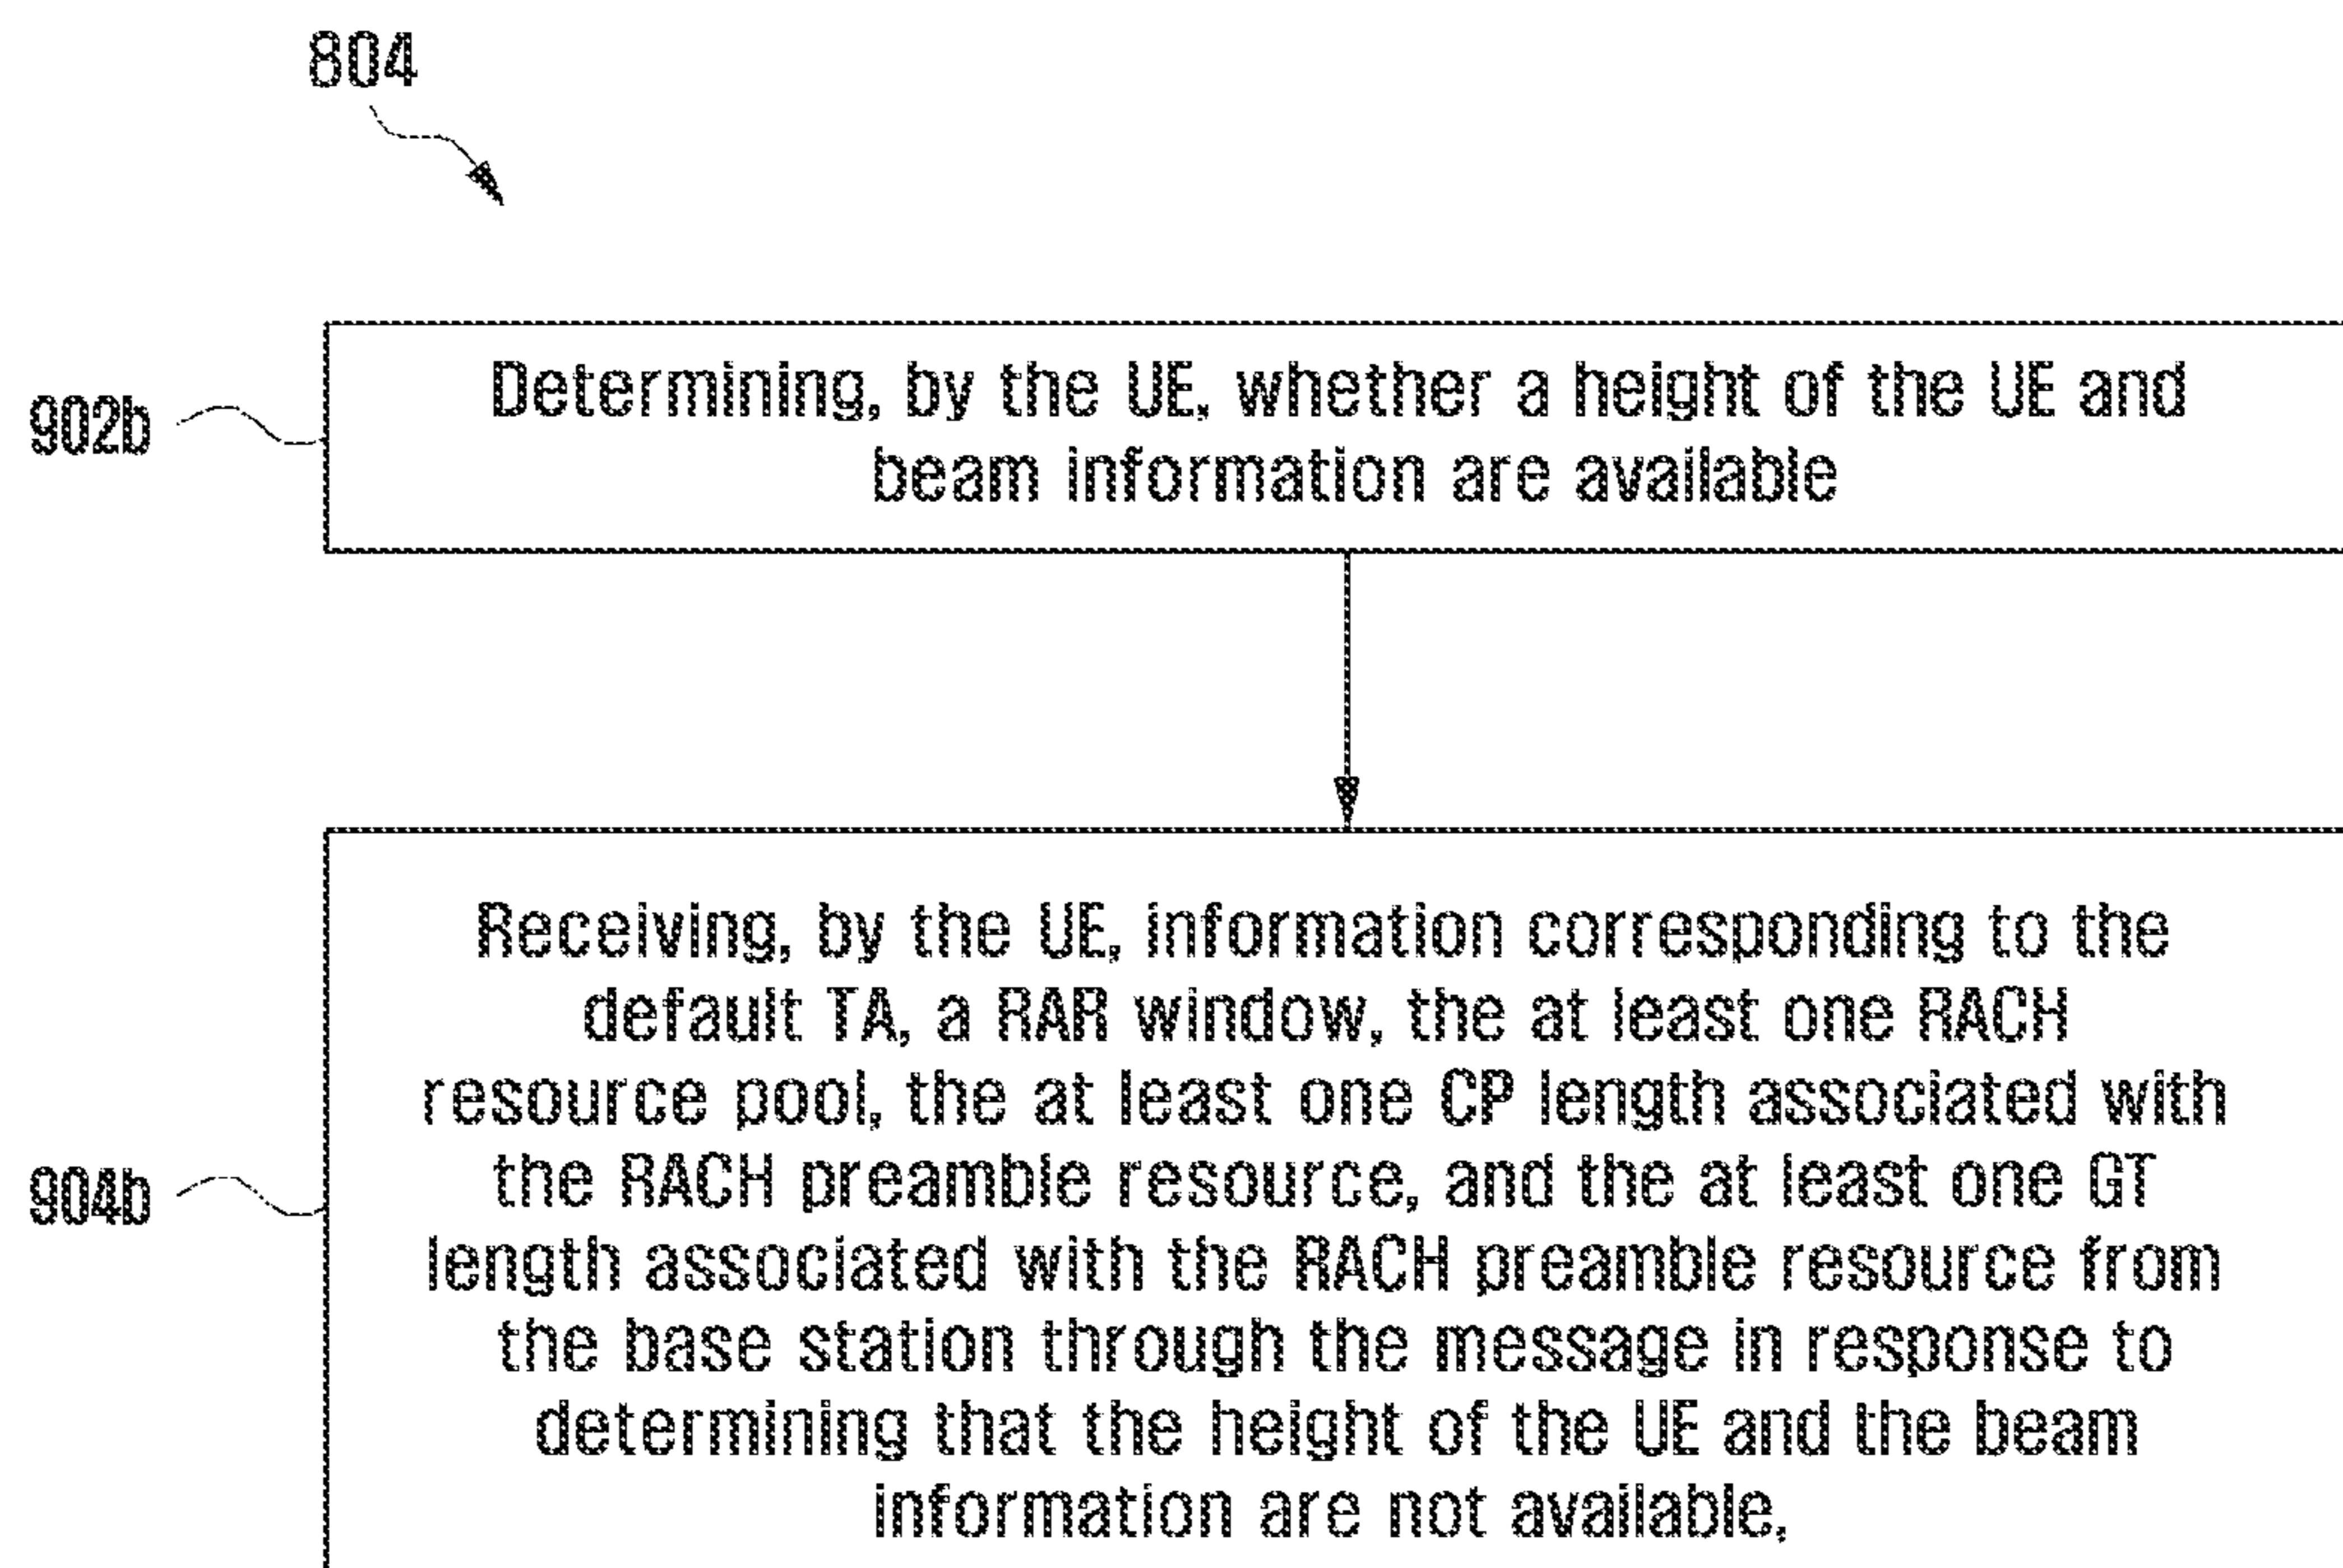 804
902b
Determining, by the UE, whether a height of the UE and
beam information are available
904b
Receiving, by the UE, information corresponding to the
default TA, a RAR window, the at least one RACH
resource pool, the at least one CP length associated with
the RACH preamble resource, and the at least one GT
length associated with the RACH preamble resource from
the base station through the message in response to
determining that the height of the UE and the beam
information are not available,